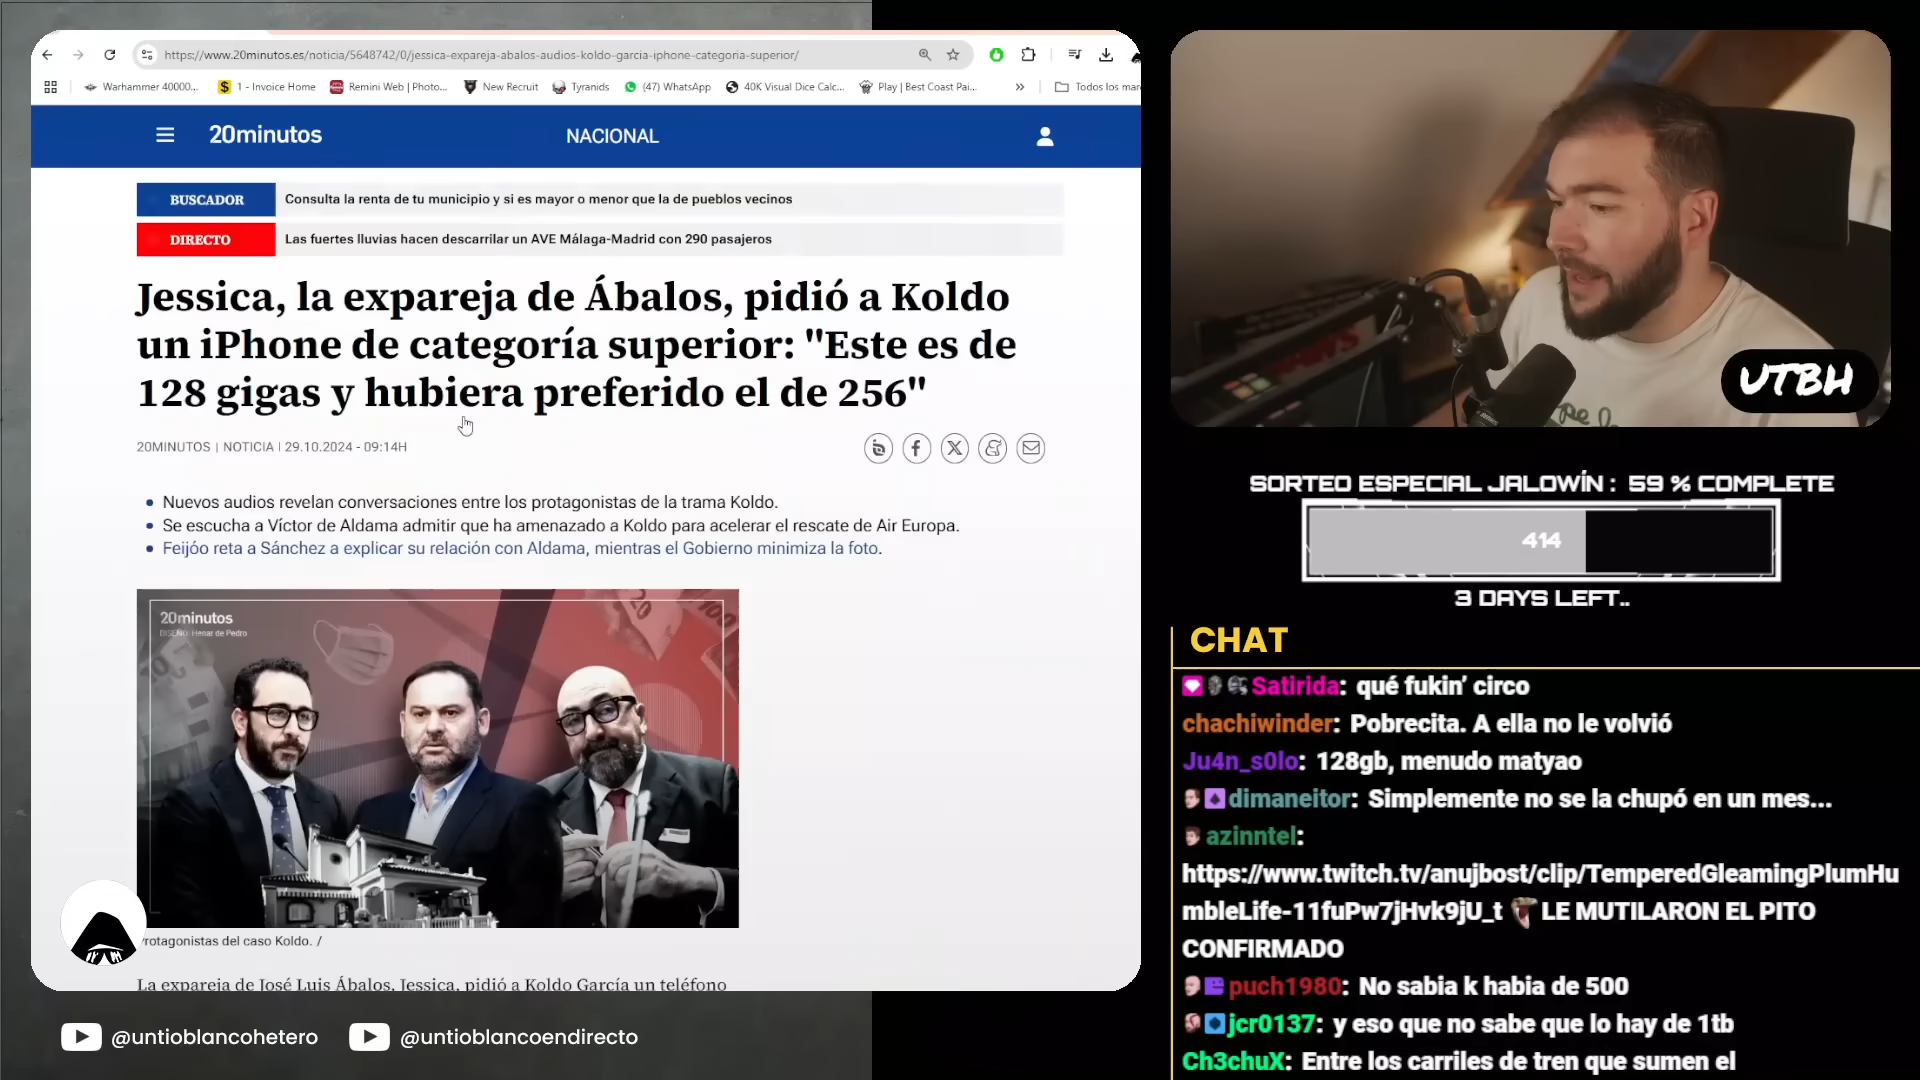 https://www.20minutos.es/noticia/5648742/0/jessica-expareja-abalos-audios-koldo-garcia-iphone-categoria-superior/
Warhammer 40000... 1 - Invoice Home Remini Web | Photo... New Recruit Tyranids (47) WhatsApp 40K Visual Dice Calc... Play | Best Coast Pai... » Todos los mar
20minutos NACIONAL
BUSCADOR Consulta la renta de tu municipio y si es mayor o menor que la de pueblos vecinos
DIRECTO Las fuertes lluvias hacen descarrilar un AVE Málaga-Madrid con 290 pasajeros
Jessica, la expareja de Ábalos, pidió a Koldo
un iPhone de categoría superior: "Este es de
128 gigas y hubiera preferido el de 256"
20MINUTOS | NOTICIA | 29.10.2024 - 09:14H
Nuevos audios revelan conversaciones entre los protagonistas de la trama Koldo.
Se escucha a Víctor de Aldama admitir que ha amenazado a Koldo para acelerar el rescate de Air Europa.
Feijóo reta a Sánchez a explicar su relación con Aldama, mientras el Gobierno minimiza la foto.
20minutos
DISEÑO: Henar de Pedro
rotagonistas del caso Koldo. /
La expareja de José Luis Ábalos, Jessica, pidió a Koldo García un teléfono
@untioblancohetero @untioblancoendirecto
UTBH
SORTEO ESPECIAL JALOWÍN : 59 % COMPLETE
414
3 DAYS LEFT..
CHAT
Satirida: qué fukin' circo
chachiwinder: Pobrecita. A ella no le volvió
Ju4n_s0lo: 128gb, menudo matyao
dimaneitor: Simplemente no se la chupó en un mes...
azinntel:
https://www.twitch.tv/anujbost/clip/TemperedGleamingPlumHu
mbleLife-11fuPw7jHvk9jU_t LE MUTILARON EL PITO
CONFIRMADO
puch1980: No sabia k habia de 500
jcr0137: y eso que no sabe que lo hay de 1tb
Ch3chuX: Entre los carriles de tren que sumen el